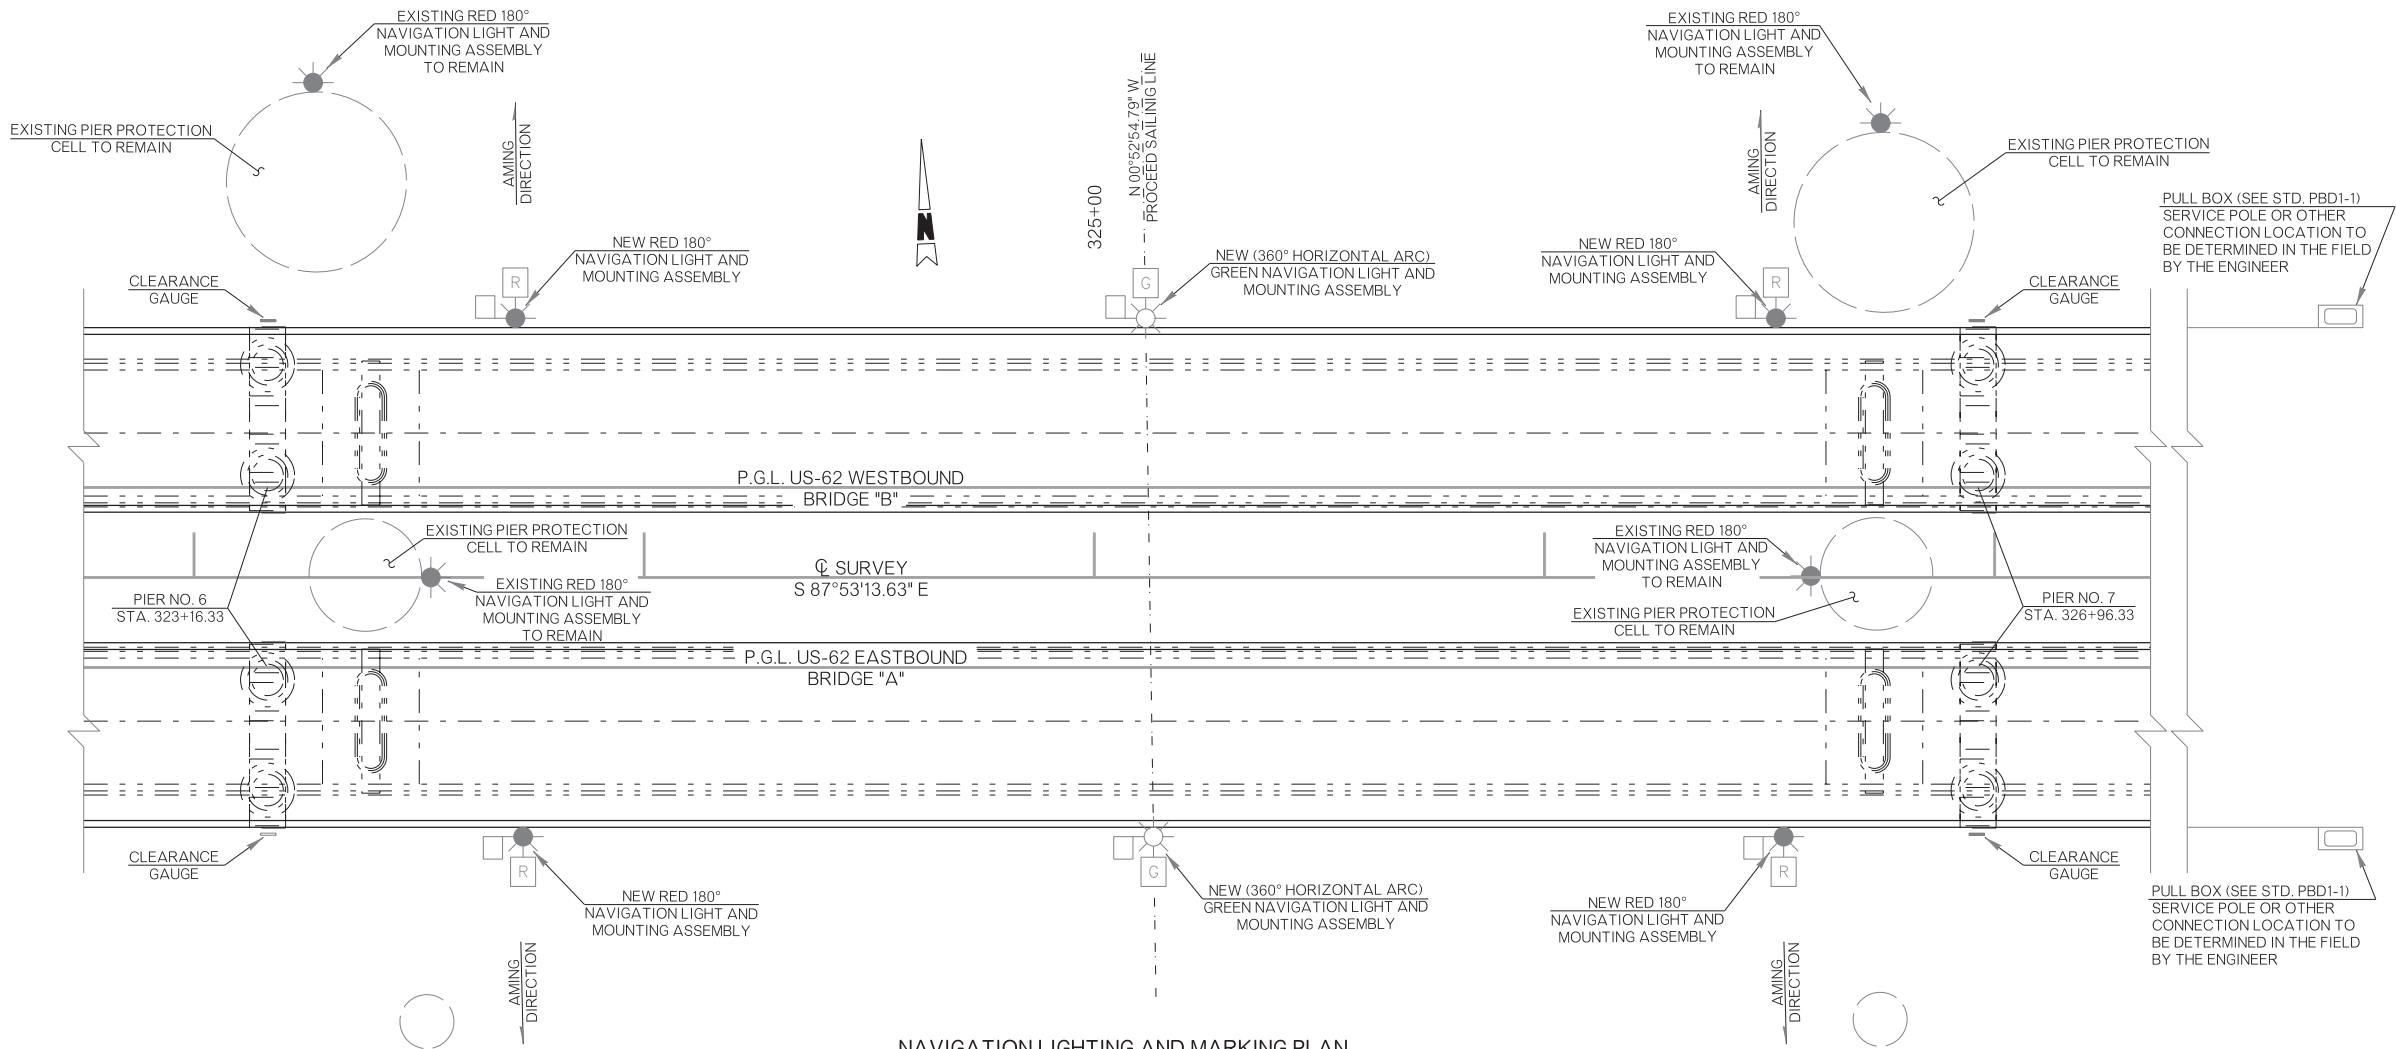 EXISTING RED 180°
NAVIGATION LIGHT AND
MOUNTING ASSEMBLY
TO REMAIN
EXISTING RED 180°
NAVIGATION LIGHT AND
MOUNTING ASSEMBLY
TO REMAIN
EXISTING PIER PROTECTION
CELL TO REMAIN
AMING
DIRECTION
N
325+00
N 00°52'54.79" W
PROCEED SAILINIG LINE
AMING
DIRECTION
EXISTING PIER PROTECTION
CELL TO REMAIN
PULL BOX (SEE STD. PBD1-1)
SERVICE POLE OR OTHER
CONNECTION LOCATION TO
BE DETERMINED IN THE FIELD
BY THE ENGINEER
NEW RED 180°
NAVIGATION LIGHT AND
MOUNTING ASSEMBLY
NEW (360° HORIZONTAL ARC)
GREEN NAVIGATION LIGHT AND
MOUNTING ASSEMBLY
NEW RED 180°
NAVIGATION LIGHT AND
MOUNTING ASSEMBLY
CLEARANCE
GAUGE
R
G
R
CLEARANCE
GAUGE
P.G.L. US-62 WESTBOUND
BRIDGE "B"
EXISTING PIER PROTECTION
CELL TO REMAIN
EXISTING RED 180°
NAVIGATION LIGHT AND
MOUNTING ASSEMBLY
TO REMAIN
℄ SURVEY
S 87°53'13.63" E
EXISTING RED 180°
NAVIGATION LIGHT AND
MOUNTING ASSEMBLY
TO REMAIN
PIER NO. 6
STA. 323+16.33
EXISTING PIER PROTECTION
CELL TO REMAIN
PIER NO. 7
STA. 326+96.33
P.G.L. US-62 EASTBOUND
BRIDGE "A"
CLEARANCE
GAUGE
R
G
R
CLEARANCE
GAUGE
NEW RED 180°
NAVIGATION LIGHT AND
MOUNTING ASSEMBLY
NEW (360° HORIZONTAL ARC)
GREEN NAVIGATION LIGHT AND
MOUNTING ASSEMBLY
NEW RED 180°
NAVIGATION LIGHT AND
MOUNTING ASSEMBLY
PULL BOX (SEE STD. PBD1-1)
SERVICE POLE OR OTHER
CONNECTION LOCATION TO
BE DETERMINED IN THE FIELD
BY THE ENGINEER
AMING
DIRECTION
AMING
DIRECTION
NAVIGATION LIGHTING AND MARKING PLAN